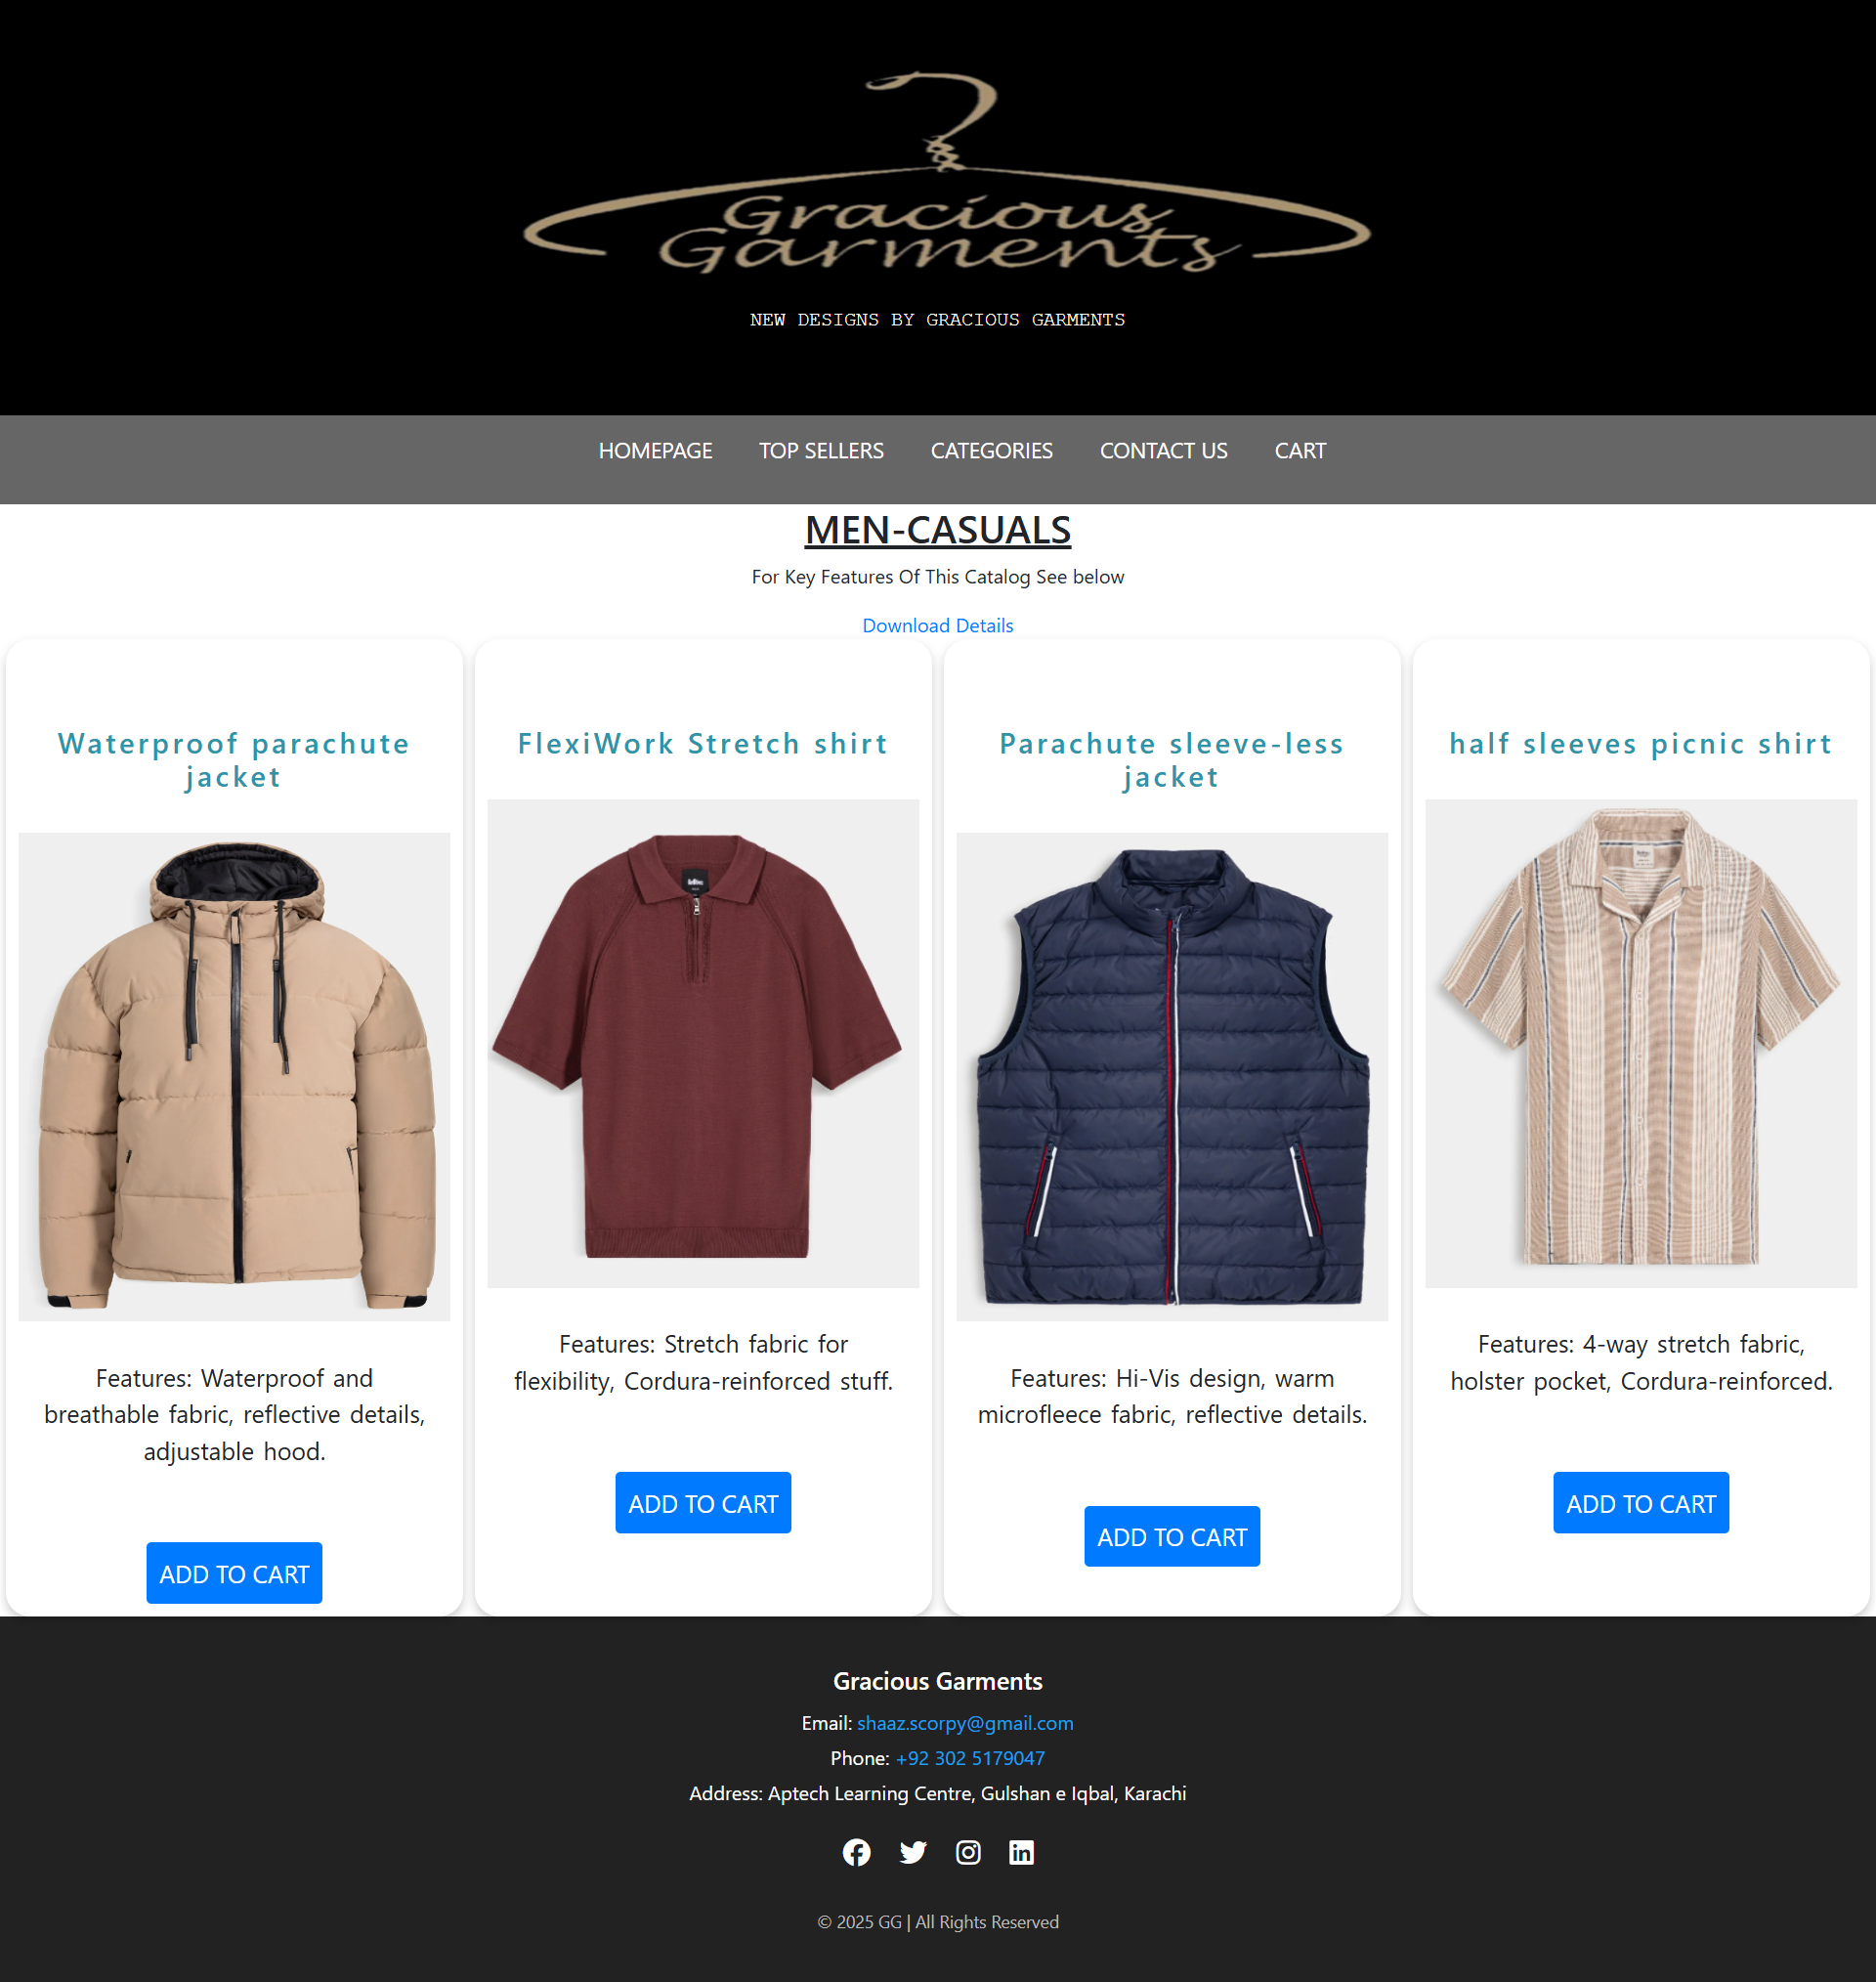 Gracious
Garments
NEW DESIGNS BY GRACIOUS GARMENTS
HOMEPAGE
TOP SELLERS
CATEGORIES
CONTACT US
CART
MEN-CASUALS
For Key Features Of This Catalog See below
Download Details
Waterproof parachute
jacket
Features: Waterproof and
breathable fabric, reflective details,
adjustable hood.
ADD TO CART
FlexiWork Stretch shirt
Features: Stretch fabric for
flexibility, Cordura-reinforced stuff.
ADD TO CART
Parachute sleeve-less
jacket
Features: Hi-Vis design, warm
microfleece fabric, reflective details.
ADD TO CART
half sleeves picnic shirt
Features: 4-way stretch fabric,
holster pocket, Cordura-reinforced.
ADD TO CART
Gracious Garments
Email: shaaz.scorpy@gmail.com
Phone: +92 302 5179047
Address: Aptech Learning Centre, Gulshan e Iqbal, Karachi
© 2025 GG | All Rights Reserved